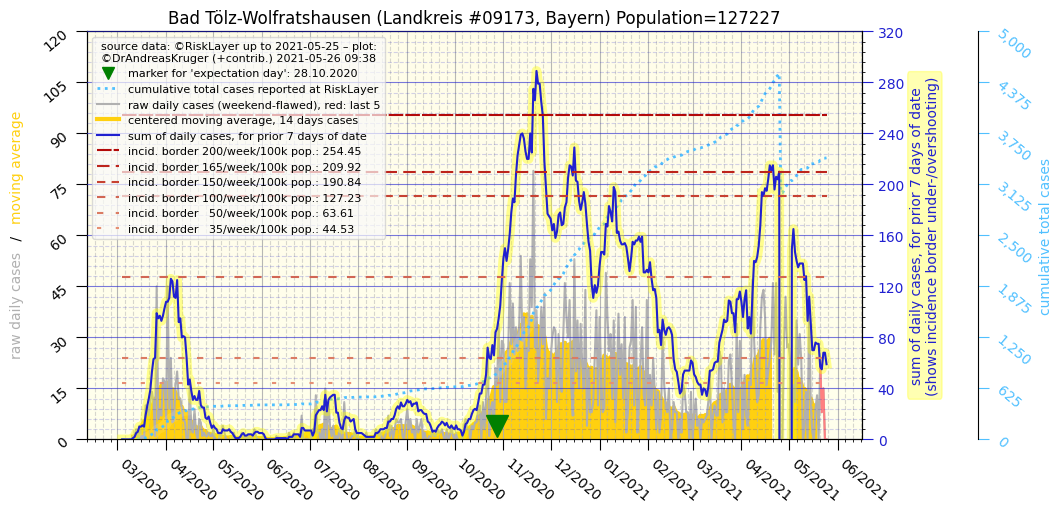 Bad Tölz-Wolfratshausen (Landkreis #09173, Bayern) Population=127227
source data: ©RiskLayer up to 2021-05-25 – plot:
©DrAndreasKruger (+contrib.) 2021-05-26 09:38
marker for 'expectation day': 28.10.2020
cumulative total cases reported at RiskLayer
raw daily cases (weekend-flawed), red: last 5
centered moving average, 14 days cases
sum of daily cases, for prior 7 days of date
incid. border 200/week/100k pop.: 254.45
incid. border 165/week/100k pop.: 209.92
incid. border 150/week/100k pop.: 190.84
incid. border 100/week/100k pop.: 127.23
incid. border 50/week/100k pop.: 63.61
incid. border 35/week/100k pop.: 44.53
raw daily cases / moving average
120
105
90
75
60
45
30
15
0
03/2020
04/2020
05/2020
06/2020
07/2020
08/2020
09/2020
10/2020
11/2020
12/2020
01/2021
02/2021
03/2021
04/2021
05/2021
06/2021
320
280
240
200
160
120
80
40
0
sum of daily cases, for prior 7 days of date
(shows incidence border under-/overshooting)
5,000
4,375
3,750
3,125
2,500
1,875
1,250
625
0
cumulative total cases